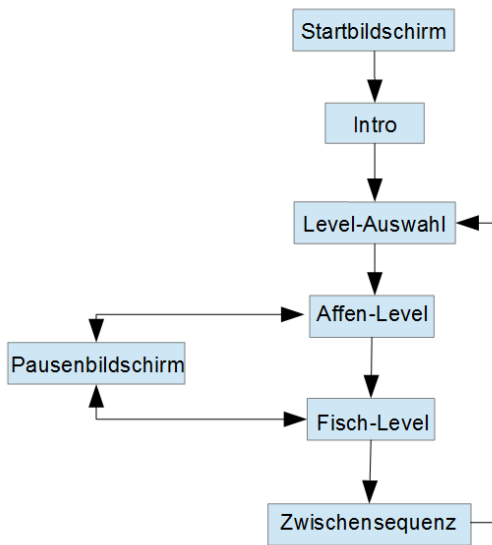 Startbildschirm
Intro
Level-Auswahl
Affen-Level
Pausenbildschirm
Fisch-Level
Zwischensequenz